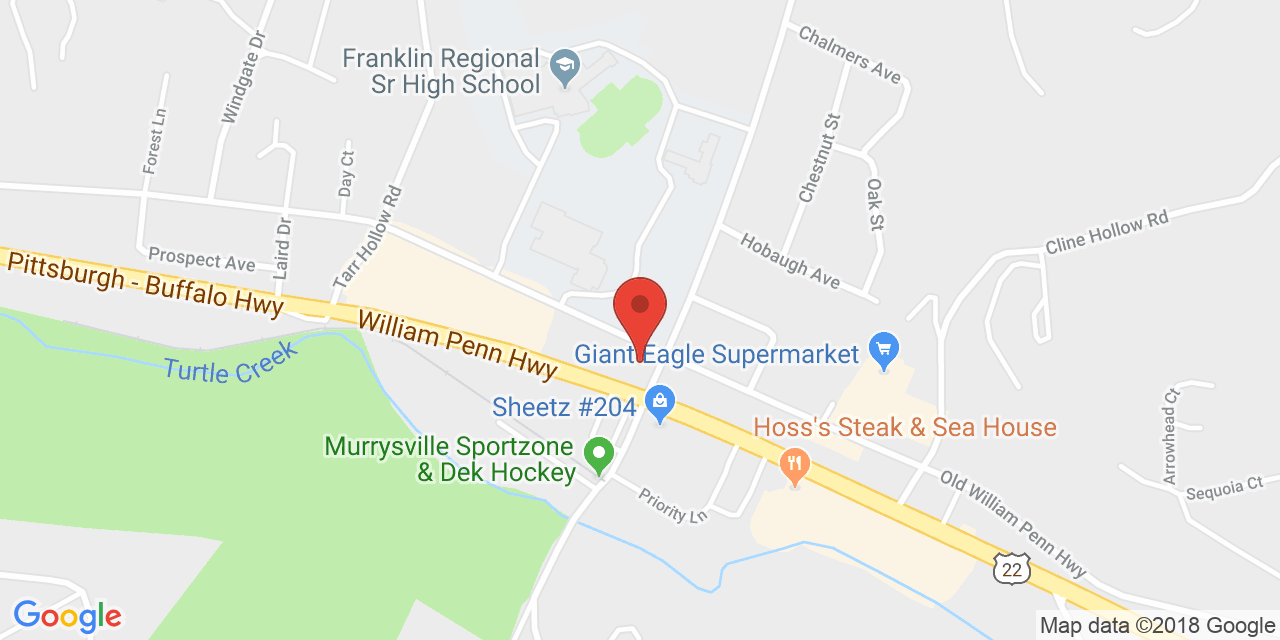 Chalmers Ave
Windgate Dr
Franklin Regional
Sr High School
Forest Ln
Day Ct
Chestnut St
Oak St
Tarr Hollow Rd
Laird Dr
Prospect Ave
Hobaugh Ave
Cline Hollow Rd
Pittsburgh - Buffalo Hwy
William Penn Hwy
Turtle Creek
Giant Eagle Supermarket
Sheetz #204
Hoss's Steak & Sea House
Murrysville Sportzone
& Dek Hockey
Arrowhead Ct
Sequoia Ct
Priority Ln
Old William Penn Hwy
22
Google
Map data ©2018 Google